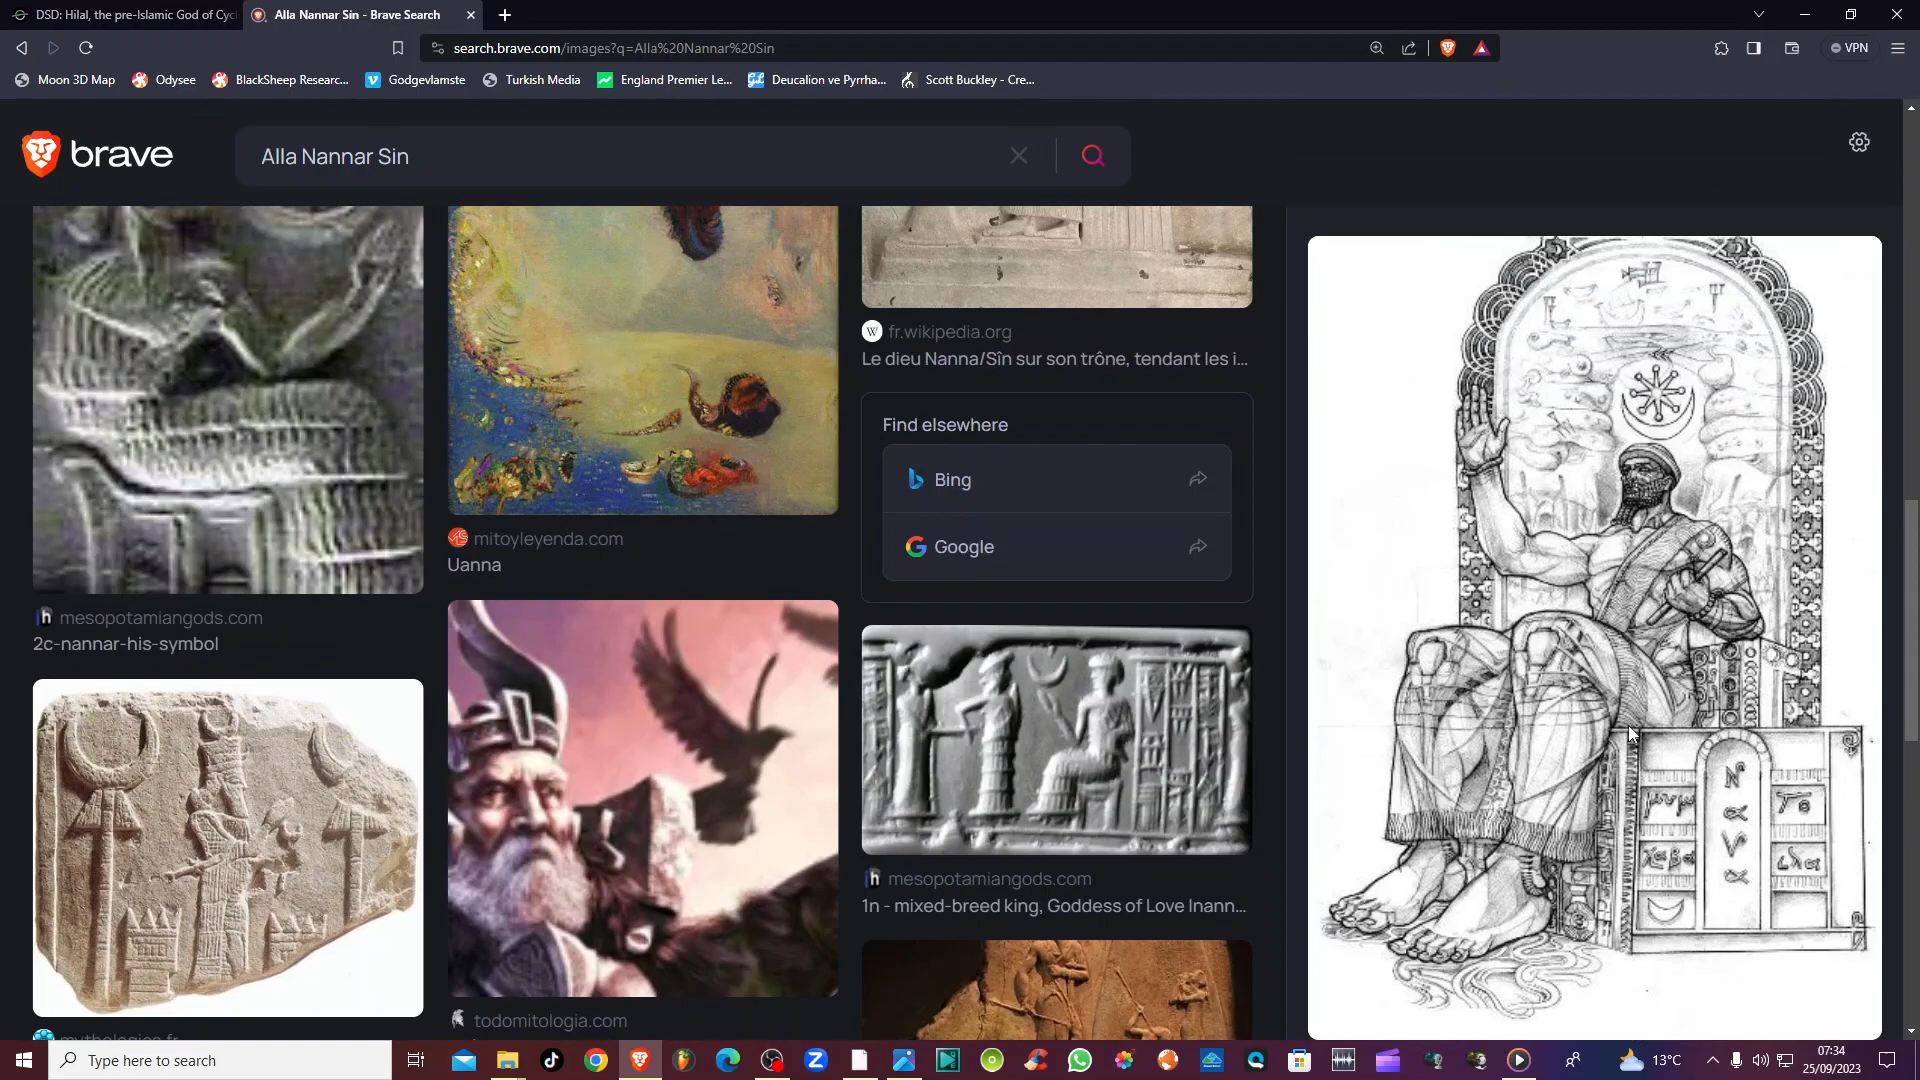 DSD: Hilal, the pre-Islamic God of Cyc
Alla Nannar Sin - Brave Search
search.brave.com/images?q=Alla%20Nannar%20Sin
VPN
Moon 3D Map
Odysee
BlackSheep Researc...
Godgevlamste
Turkish Media
England Premier Le...
Deucalion ve Pyrrha...
Scott Buckley - Cre...
brave
Alla Nannar Sin
mesopotamiangods.com
2c-nannar-his-symbol
mitoyleyenda.com
Uanna
todomitologia.com
W fr.wikipedia.org
Le dieu Nanna/Sîn sur son trône, tendant les i...
Find elsewhere
Bing
Google
mesopotamiangods.com
1n - mixed-breed king, Goddess of Love Inann...
Type here to search
13°C
07:34
25/09/2023